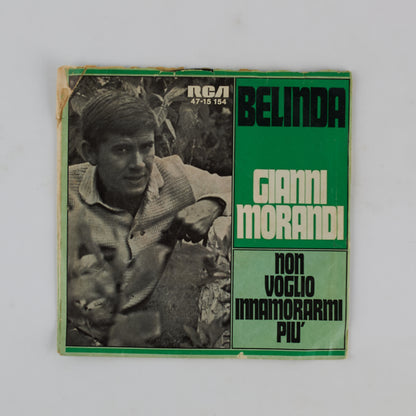 RCA
47-15 154
BELINDA
GIANNI
MORANDI
NON
VOGLIO
INNAMORARMI
PIU'